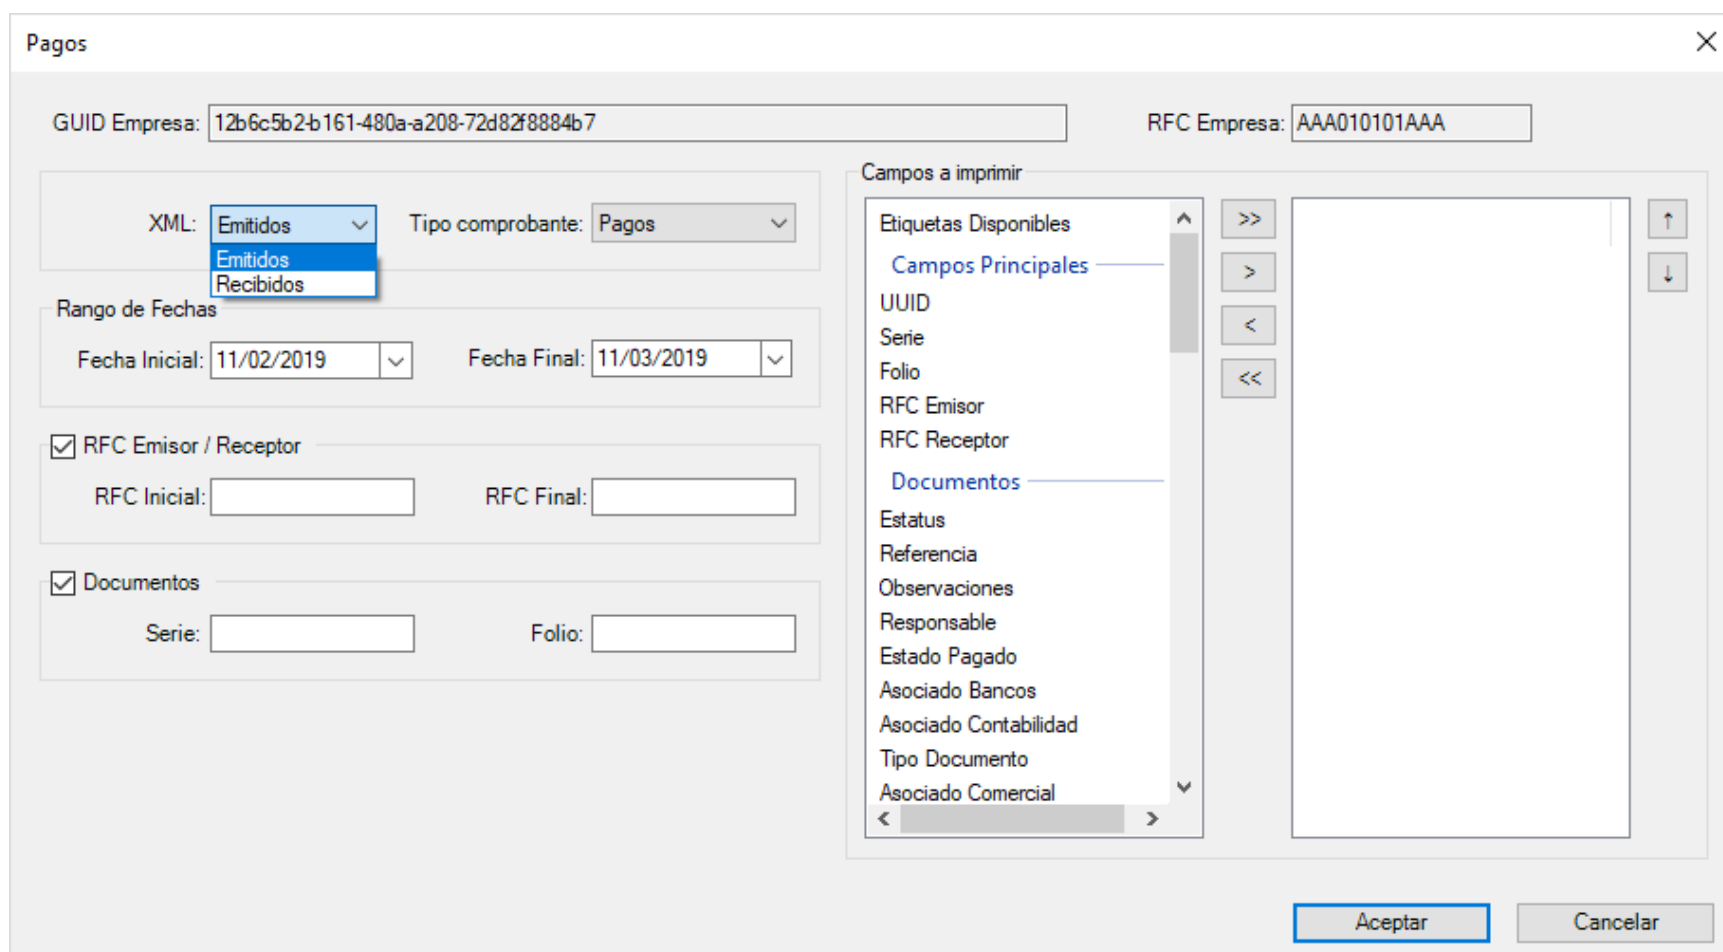 Pagos
GUID Empresa: 12b6c5b2-b161-480a-a208-72d82f8884b7 RFC Empresa: AAA010101AAA
XML: Emitidos Tipo comprobante: Pagos
Emitidos
Recibidos
Rango de Fechas
Fecha Inicial: 11/02/2019 Fecha Final: 11/03/2019
RFC Emisor / Receptor
RFC Inicial: RFC Final:
Documentos
Serie: Folio:
Campos a imprimir
Etiquetas Disponibles
Campos Principales
UUID
Serie
Folio
RFC Emisor
RFC Receptor
Documentos
Estatus
Referencia
Observaciones
Responsable
Estado Pagado
Asociado Bancos
Asociado Contabilidad
Tipo Documento
Asociado Comercial
>>
>
<
<<
↑
↓
Aceptar Cancelar